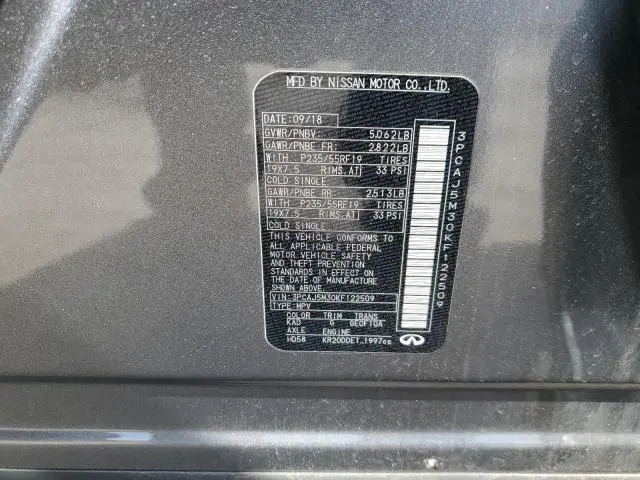 MFD BY NISSAN MOTOR CO.,LTD.
DATE:09/18
GVWR/PNBV: 5,062LB
GAWR/PNBE FR: 2,822LB
WITH P235/55RF19 TIRES
19X7.5 RIMS.AT 33 PSI
COLD SINGLE
GAWR/PNBE RR: 2513LB
WITH P235/55RF19 TIRES
19X7.5 RIMS.AT 33 PSI
COLD SINGLE
THIS VEHICLE CONFORMS TO
ALL APPLICABLE FEDERAL
MOTOR VEHICLE SAFETY
AND THEFT PREVENTION
STANDARDS IN EFFECT ON
THE DATE OF MANUFACTURE
SHOWN ABOVE.
VIN:3PCAJ5M30KF122509
TYPE:MPV
COLOR TRIM TRANS
KAD G GE0F10A
AXLE ENGINE
HD58 KR20DDET 1997cc
3PCAJ5M30KF122509